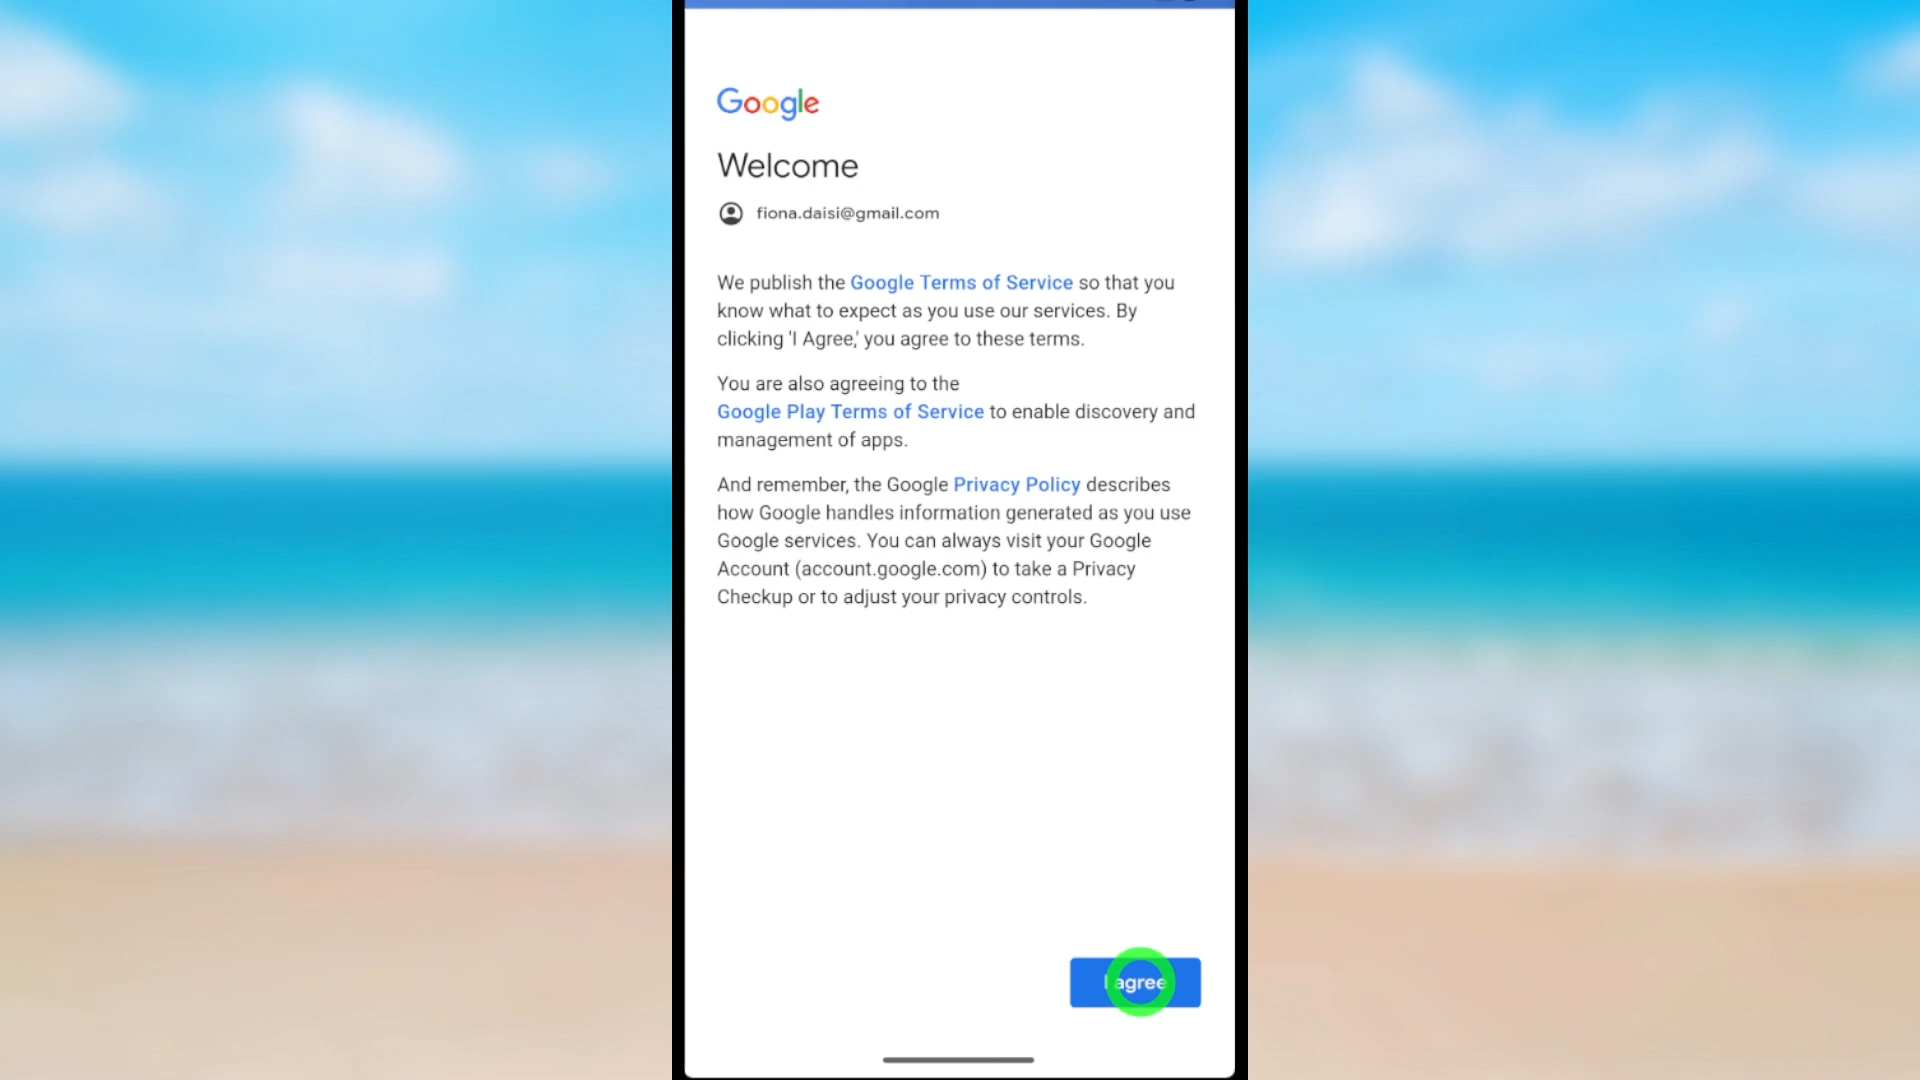 Google
Welcome
fiona.daisi@gmail.com
We publish the Google Terms of Service so that you
know what to expect as you use our services. By
clicking 'I Agree,' you agree to these terms.
You are also agreeing to the
Google Play Terms of Service to enable discovery and
management of apps.
And remember, the Google Privacy Policy describes
how Google handles information generated as you use
Google services. You can always visit your Google
Account (account.google.com) to take a Privacy
Checkup or to adjust your privacy controls.
I agree